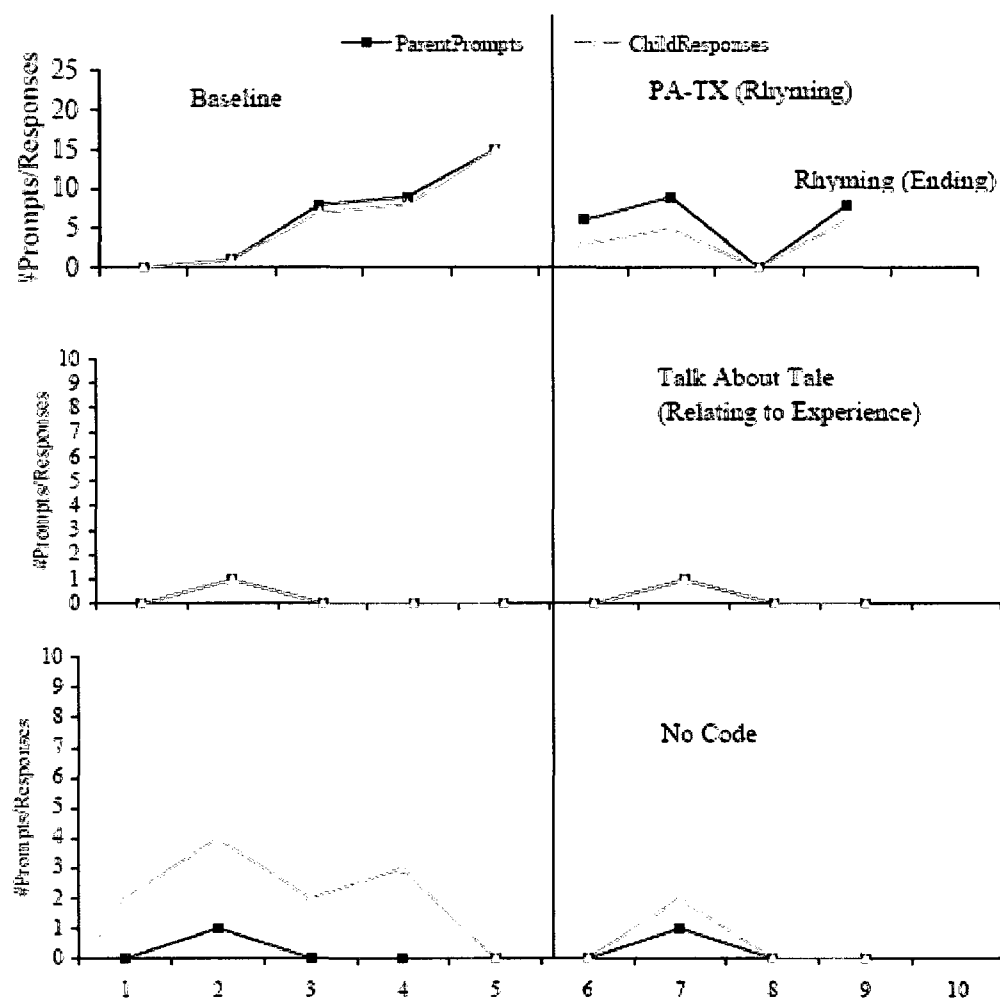 ParentPrompts ChildResponses
#Prompts/Responses
25
20
15
10
5
0
Baseline
PA-TX (Rhyming)
Rhyming (Ending)
#Prompts/Responses
10
9
8
7
6
5
4
3
2
1
0
Talk About Tale
(Relating to Experience)
#Prompts/Responses
10
9
8
7
6
5
4
3
2
1
0
No Code
1 2 3 4 5 6 7 8 9 10